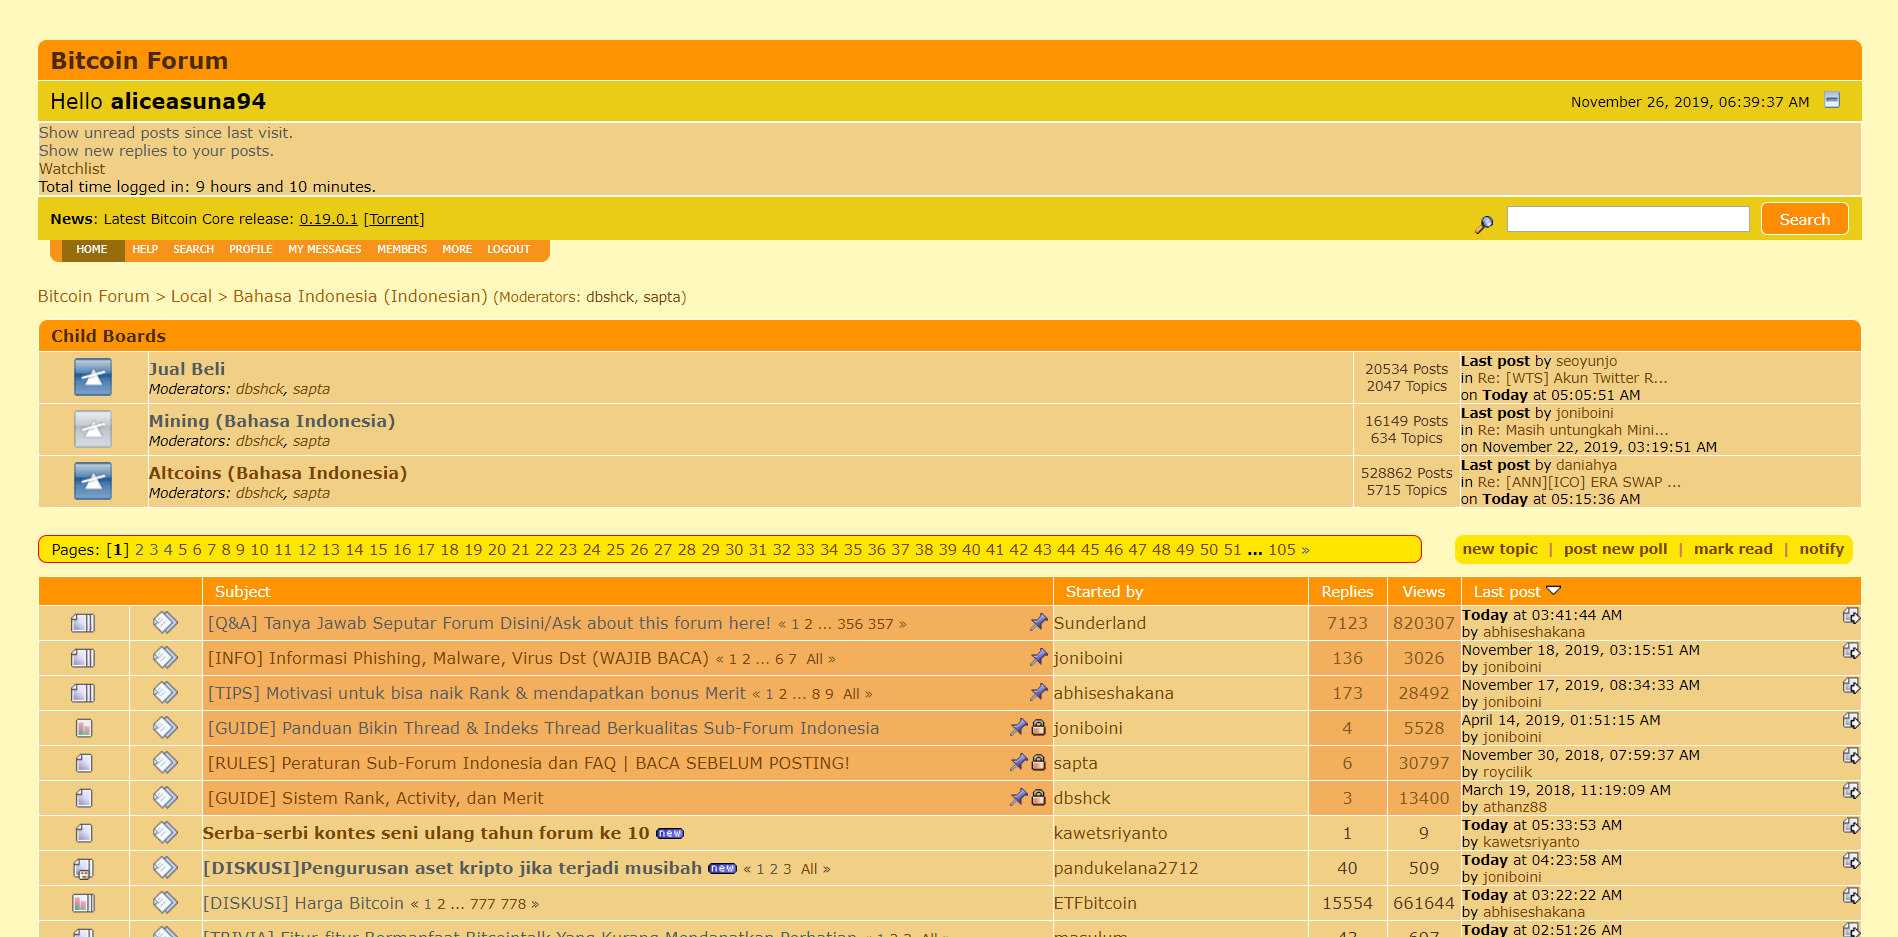 Bitcoin Forum
Hello aliceasuna94
November 26, 2019, 06:39:37 AM
Show unread posts since last visit.
Show new replies to your posts.
Watchlist
Total time logged in: 9 hours and 10 minutes.
News: Latest Bitcoin Core release: 0.19.0.1 [Torrent]
Search
HOME HELP SEARCH PROFILE MY MESSAGES MEMBERS MORE LOGOUT
Bitcoin Forum > Local > Bahasa Indonesia (Indonesian) (Moderators: dbshck, sapta)
Child Boards
Jual Beli
Moderators: dbshck, sapta
20534 Posts
2047 Topics
Last post by seoyunjo
in Re: [WTS] Akun Twitter R...
on Today at 05:05:51 AM
Mining (Bahasa Indonesia)
Moderators: dbshck, sapta
16149 Posts
634 Topics
Last post by joniboini
in Re: Masih untungkah Mini...
on November 22, 2019, 03:19:51 AM
Altcoins (Bahasa Indonesia)
Moderators: dbshck, sapta
528862 Posts
5715 Topics
Last post by daniahya
in Re: [ANN][ICO] ERA SWAP ...
on Today at 05:15:36 AM
Pages: [1] 2 3 4 5 6 7 8 9 10 11 12 13 14 15 16 17 18 19 20 21 22 23 24 25 26 27 28 29 30 31 32 33 34 35 36 37 38 39 40 41 42 43 44 45 46 47 48 49 50 51 ... 105 »
new topic | post new poll | mark read | notify
Subject Started by Replies Views Last post
[Q&A] Tanya Jawab Seputar Forum Disini/Ask about this forum here! « 1 2 ... 356 357 » Sunderland 7123 820307 Today at 03:41:44 AM
by abhiseshakana
[INFO] Informasi Phishing, Malware, Virus Dst (WAJIB BACA) « 1 2 ... 6 7 All » joniboini 136 3026 November 18, 2019, 03:15:51 AM
by joniboini
[TIPS] Motivasi untuk bisa naik Rank & mendapatkan bonus Merit « 1 2 ... 8 9 All » abhiseshakana 173 28492 November 17, 2019, 08:34:33 AM
by joniboini
[GUIDE] Panduan Bikin Thread & Indeks Thread Berkualitas Sub-Forum Indonesia joniboini 4 5528 April 14, 2019, 01:51:15 AM
by joniboini
[RULES] Peraturan Sub-Forum Indonesia dan FAQ | BACA SEBELUM POSTING! sapta 6 30797 November 30, 2018, 07:59:37 AM
by roycilik
[GUIDE] Sistem Rank, Activity, dan Merit dbshck 3 13400 March 19, 2018, 11:19:09 AM
by athanz88
Serba-serbi kontes seni ulang tahun forum ke 10 new kawetsriyanto 1 9 Today at 05:33:53 AM
by kawetsriyanto
[DISKUSI]Pengurusan aset kripto jika terjadi musibah new « 1 2 3 All » pandukelana2712 40 509 Today at 04:23:58 AM
by joniboini
[DISKUSI] Harga Bitcoin « 1 2 ... 777 778 » ETFbitcoin 15554 661644 Today at 03:22:22 AM
by abhiseshakana
[TRIVIA] Fitur-fitur Bermanfaat Bitcointalk Yang Kurang Mendapatkan Perhatian « 1 2 3 All » masulum 43 697 Today at 02:51:26 AM